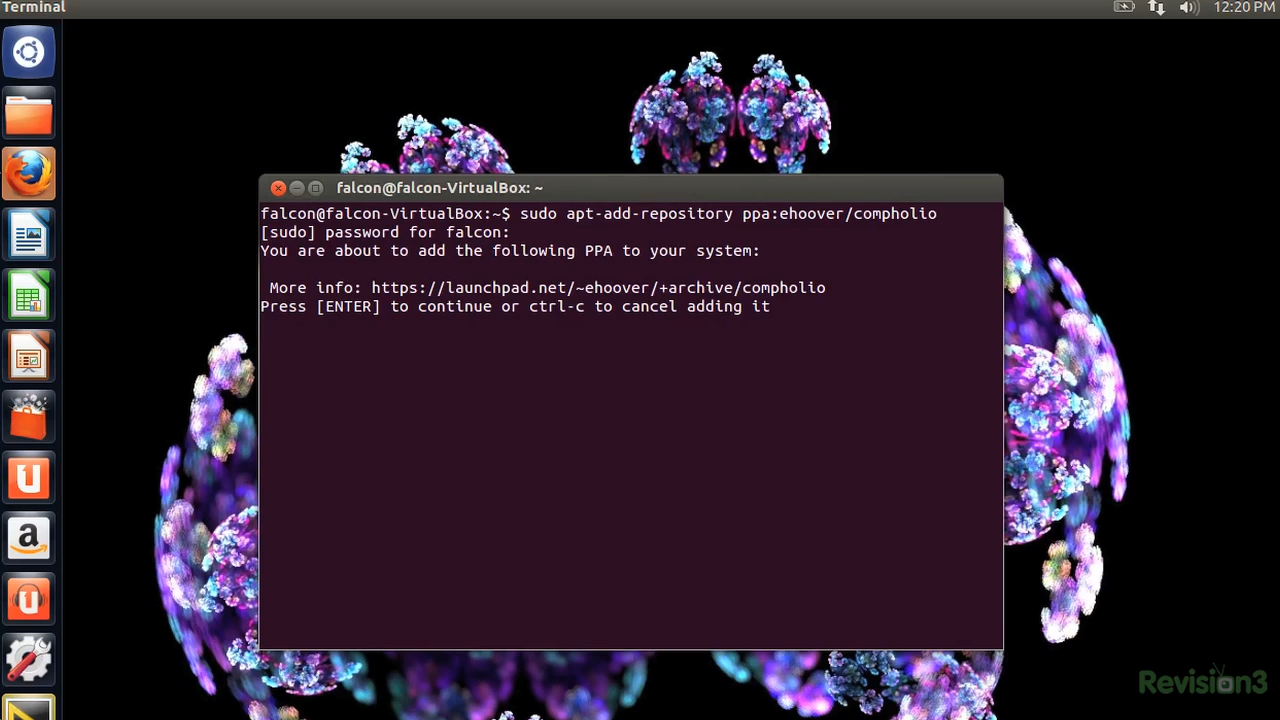 Terminal
12:20 PM
falcon@falcon-VirtualBox: ~
falcon@falcon-VirtualBox:~$ sudo apt-add-repository ppa:ehoover/compholio
[sudo] password for falcon:
You are about to add the following PPA to your system:
More info: https://launchpad.net/~ehoover/+archive/compholio
Press [ENTER] to continue or ctrl-c to cancel adding it
U
a
U
Revision3